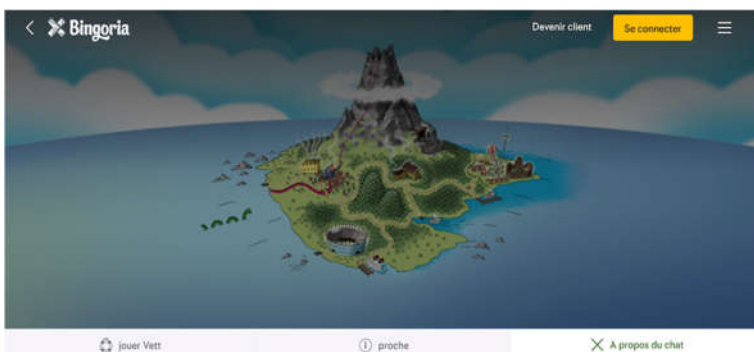 Bingoria
Devenir client
Se connecter
jouer Vett
proche
A propos du chat